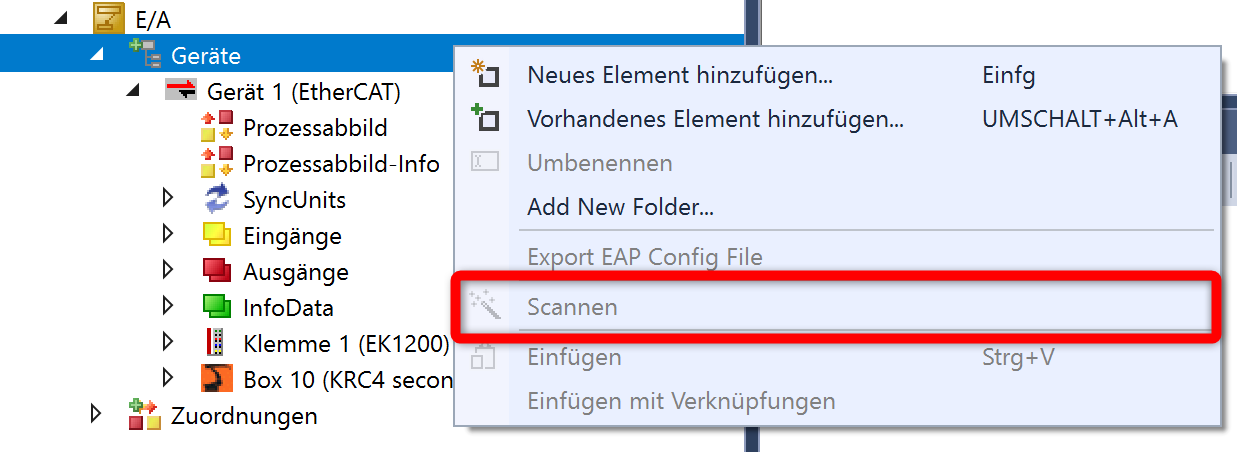 E/A
Geräte
Gerät 1 (EtherCAT)
Prozessabbild
Prozessabbild-Info
SyncUnits
Eingänge
Ausgänge
InfoData
Klemme 1 (EK1200)
Box 10 (KRC4 secon
Zuordnungen
Neues Element hinzufügen... Einfg
Vorhandenes Element hinzufügen... UMSCHALT+Alt+A
Umbenennen
Add New Folder...
Export EAP Config File
Scannen
Einfügen Strg+V
Einfügen mit Verknüpfungen